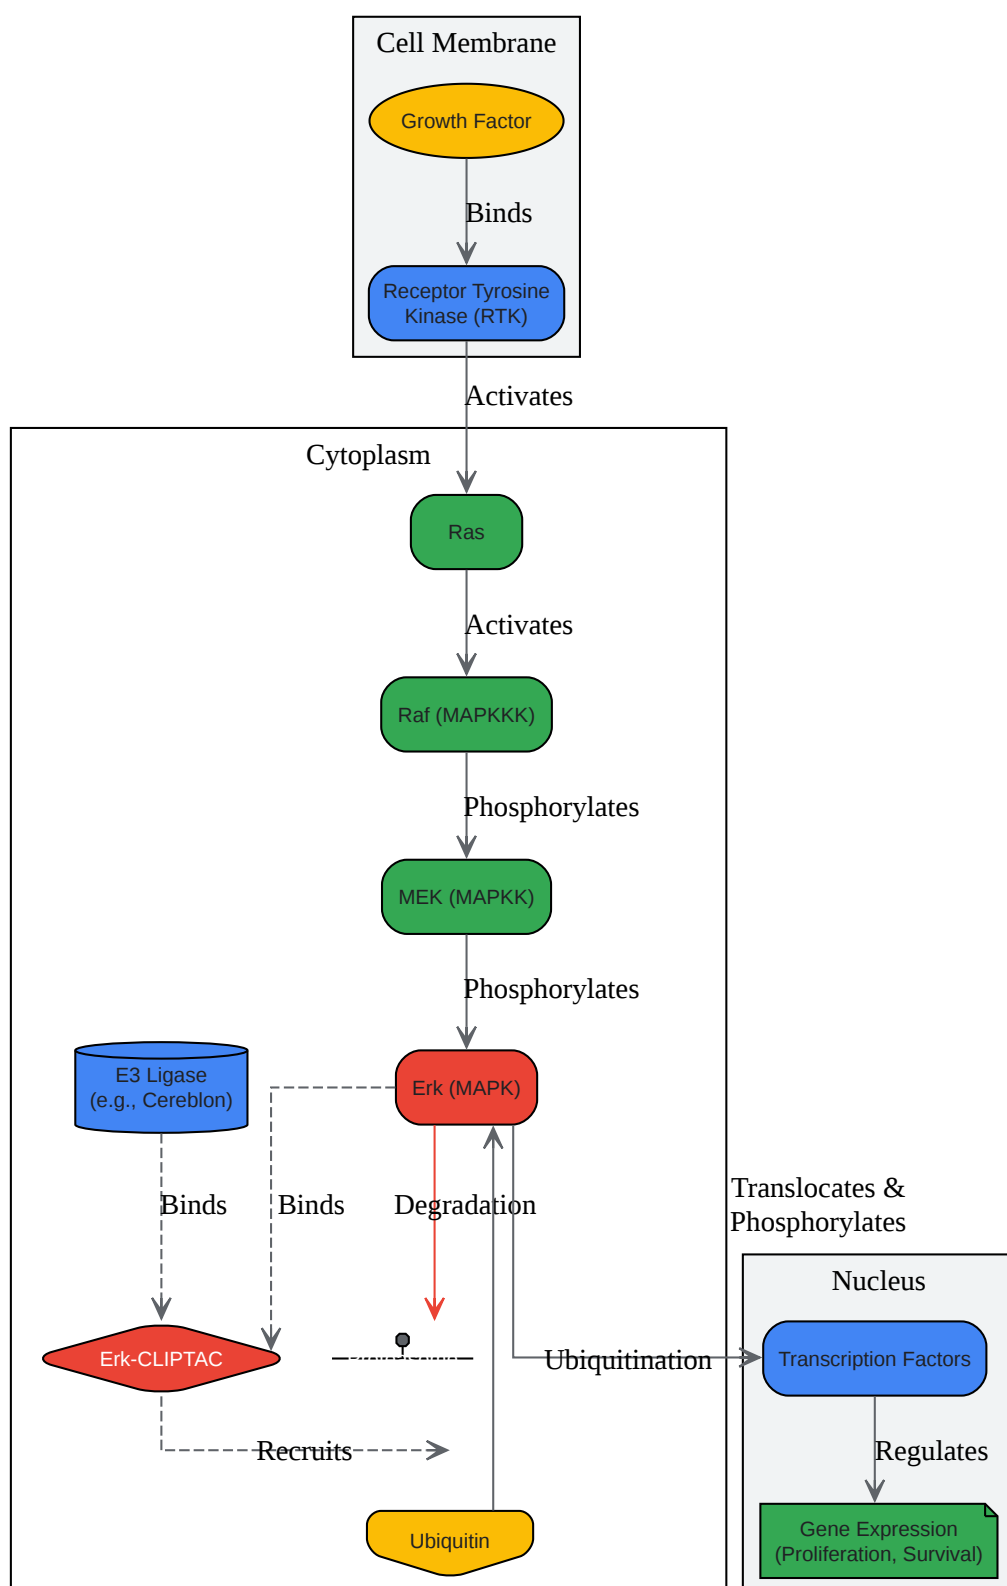 Cell Membrane
Growth Factor
Binds
Receptor Tyrosine
Kinase (RTK)
Activates
Cytoplasm
Ras
Activates
Raf (MAPKKK)
Phosphorylates
MEK (MAPKK)
Phosphorylates
E3 Ligase
(e.g., Cereblon)
Erk (MAPK)
Binds
Binds
Degradation
Translocates &
Phosphorylates
Nucleus
Erk-CLIPTAC
Ubiquitination
Transcription Factors
Recruits
Regulates
Ubiquitin
Gene Expression
(Proliferation, Survival)